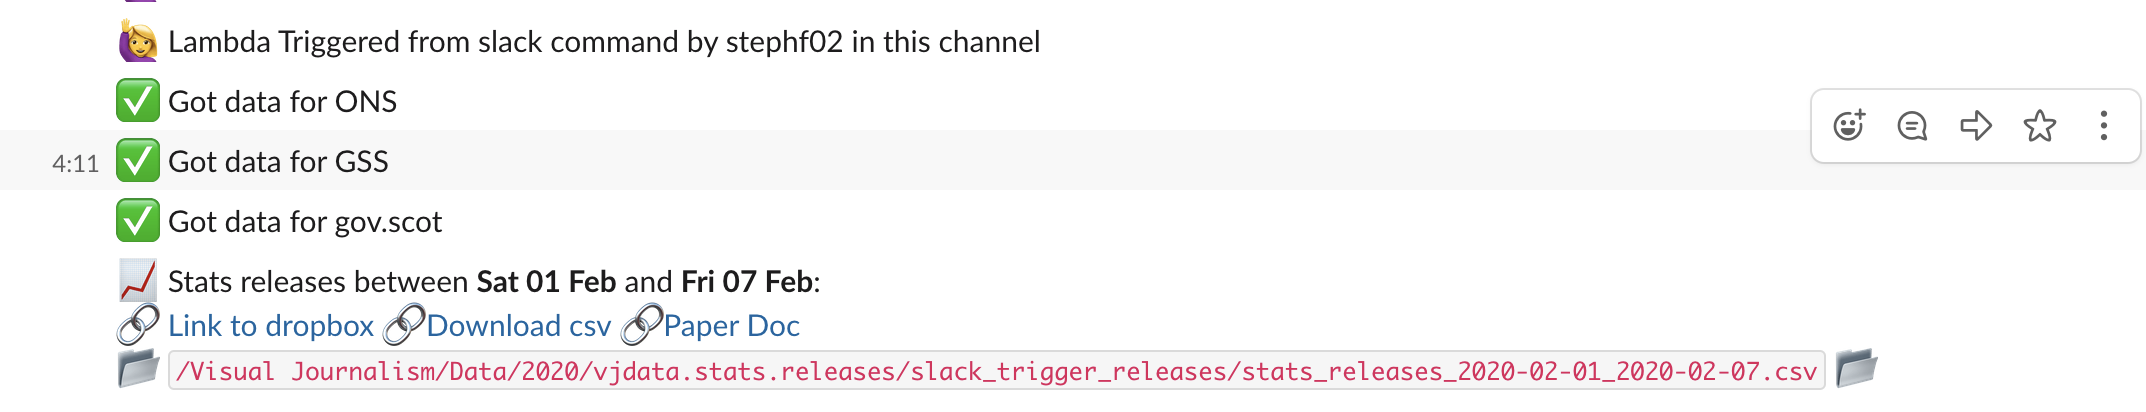 Lambda Triggered from slack command by stephf02 in this channel
Got data for ONS
4:11 Got data for GSS
Got data for gov.scot
Stats releases between Sat 01 Feb and Fri 07 Feb:
Link to dropbox Download csv Paper Doc
/Visual Journalism/Data/2020/vjdata.stats.releases/slack_trigger_releases/stats_releases_2020-02-01_2020-02-07.csv